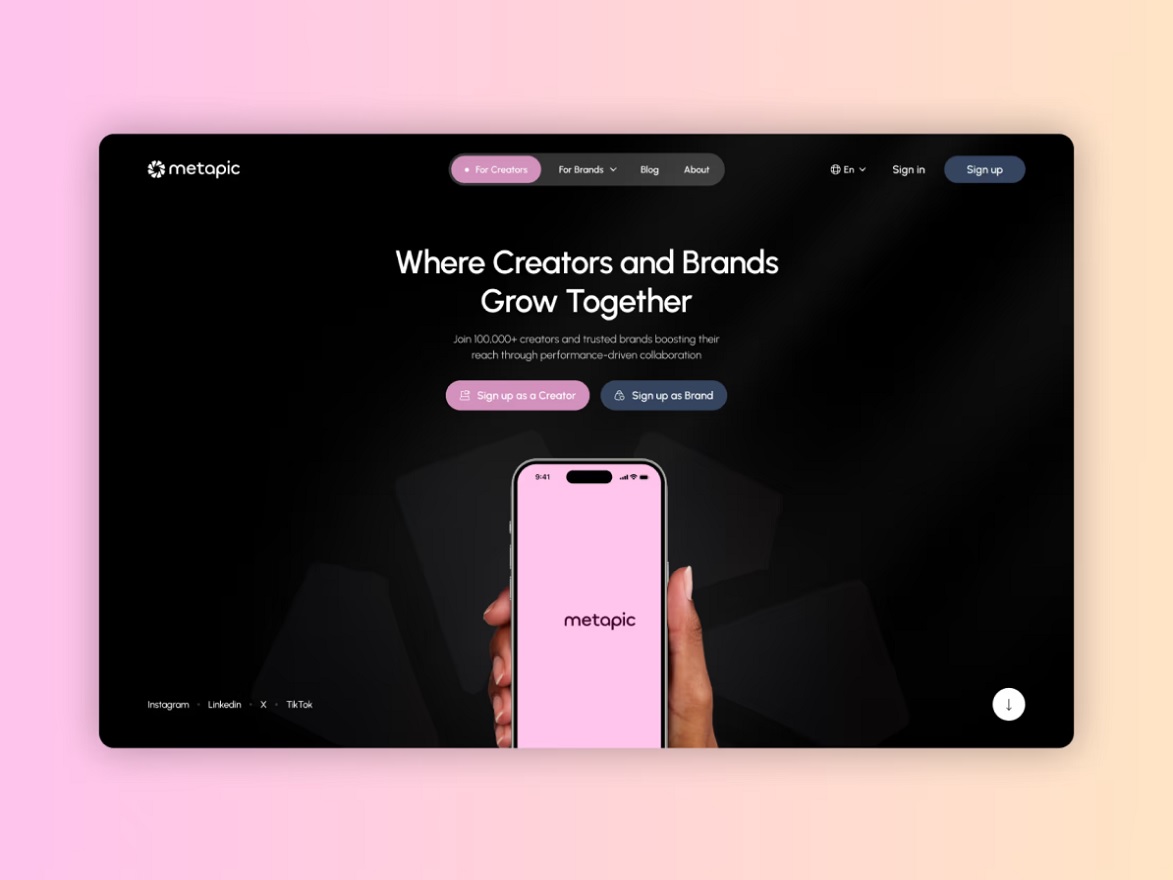 metapic
For Creators
For Brands
Blog
About
En
Sign in
Sign up
Where Creators and Brands
Grow Together
Join 100,000+ creators and trusted brands boosting their
reach through performance-driven collaboration
Sign up as a Creator
Sign up as Brand
9:41
metapic
Instagram
Linkedin
X
TikTok